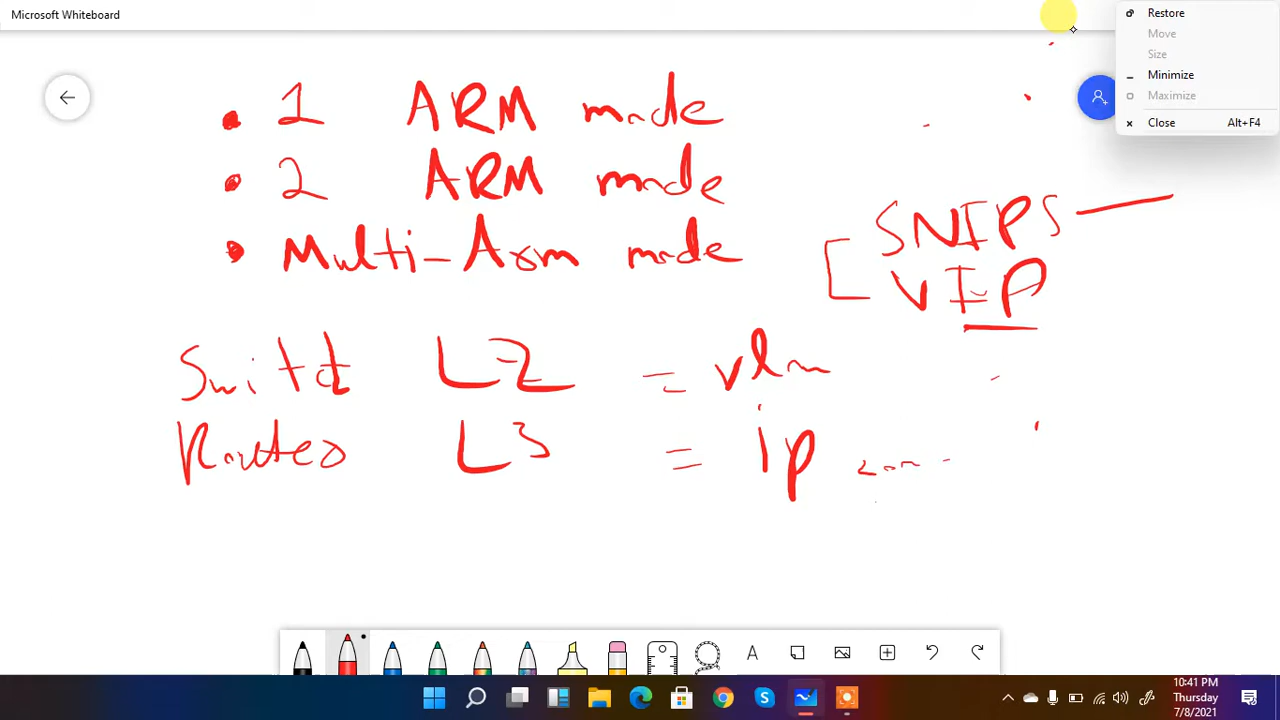 Microsoft Whiteboard
Restore
Move
Size
Minimize
Maximize
Close Alt+F4
1 ARM mode
2 ARM mode
Multi-Arm mode
SNIPS
VIP
Switch L2 = vlan
Router L3 = ip
A
10:41 PM
Thursday
7/8/2021